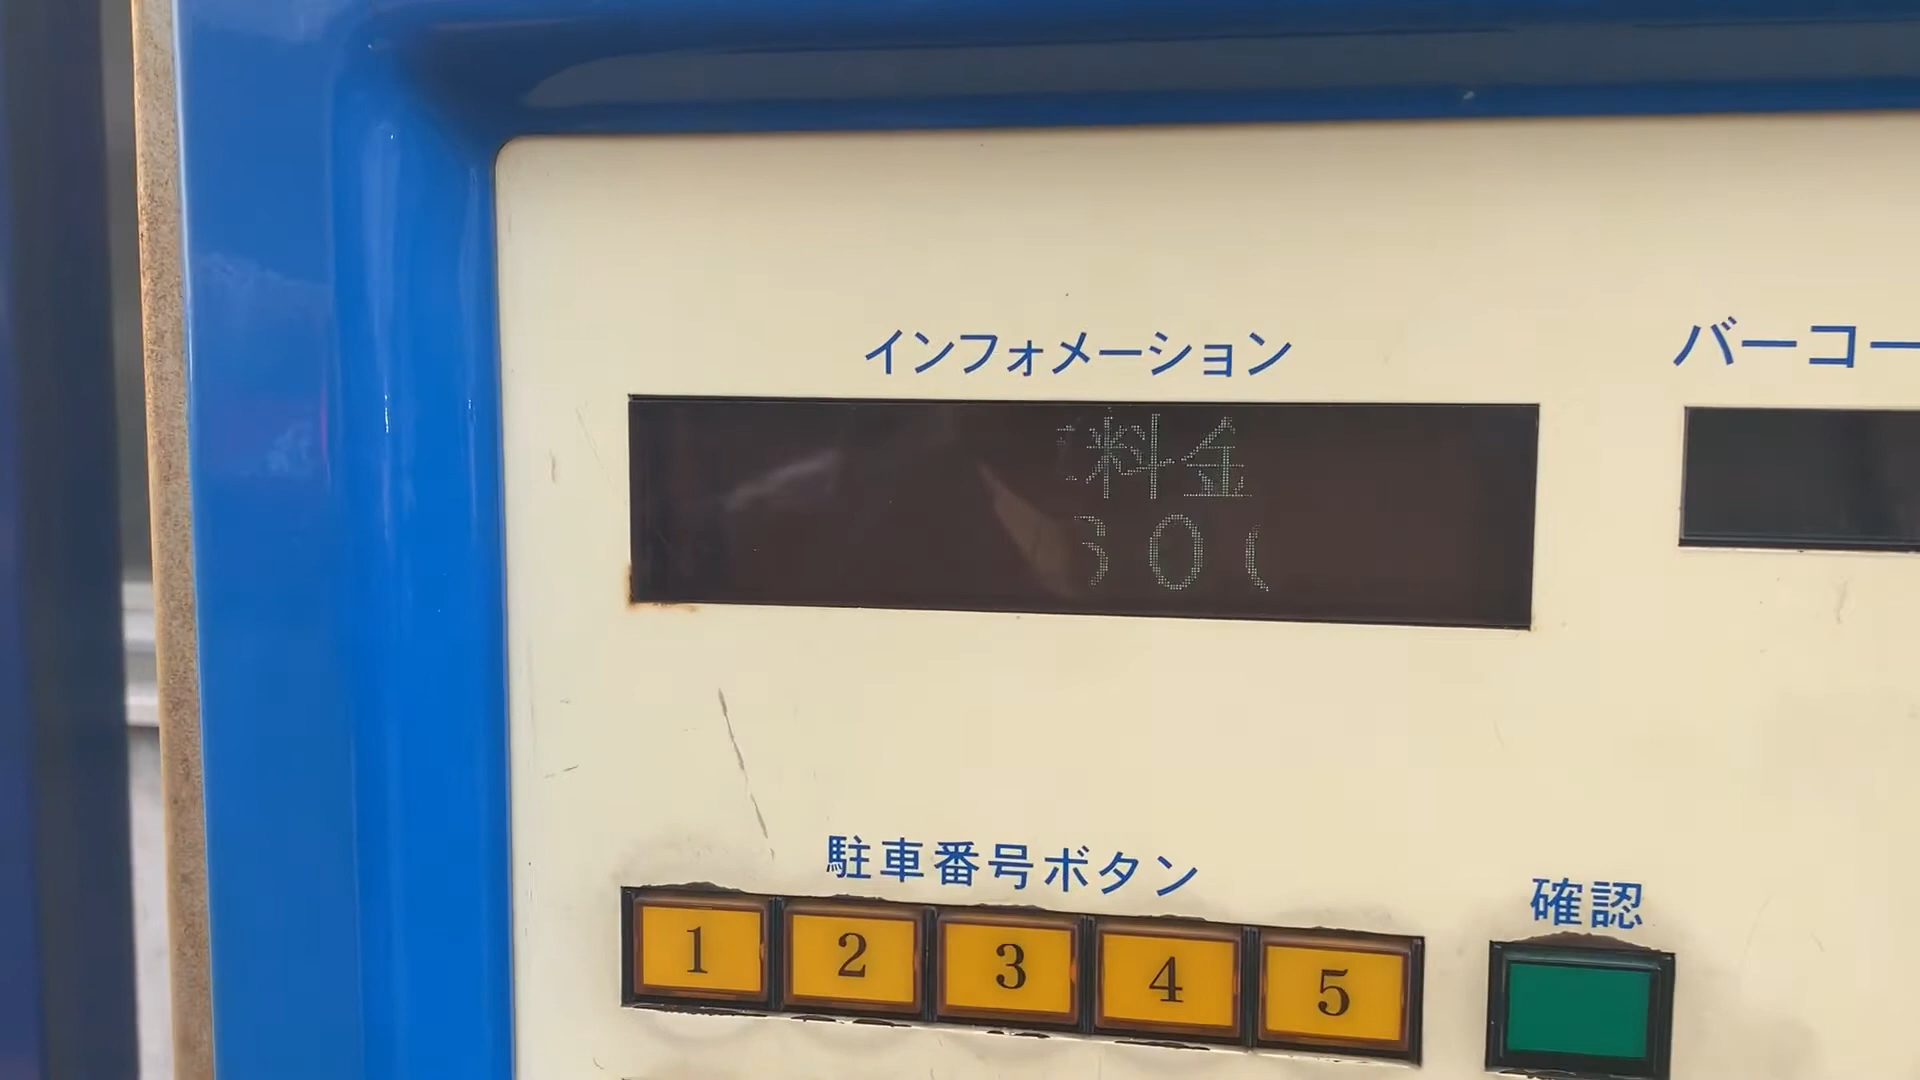 インフォメーション
バーコー
料金
駐車番号ボタン
確認
1 2 3 4 5